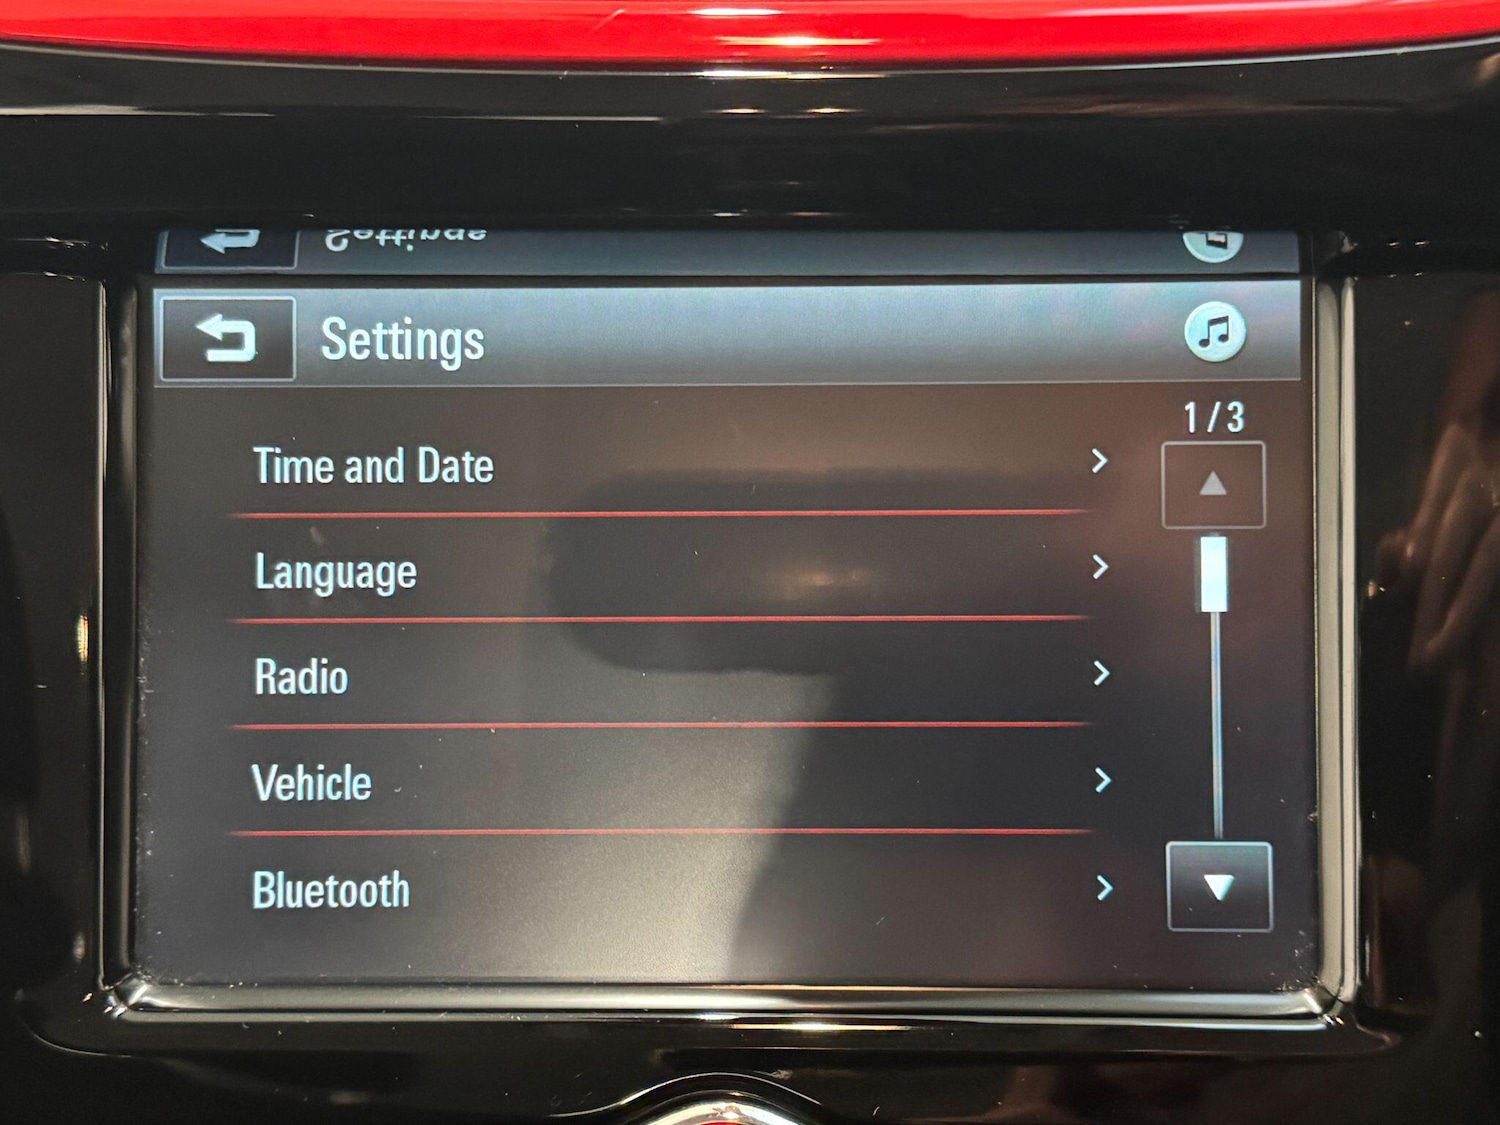 Settings
1/3
Time and Date
Language
Radio
Vehicle
Bluetooth